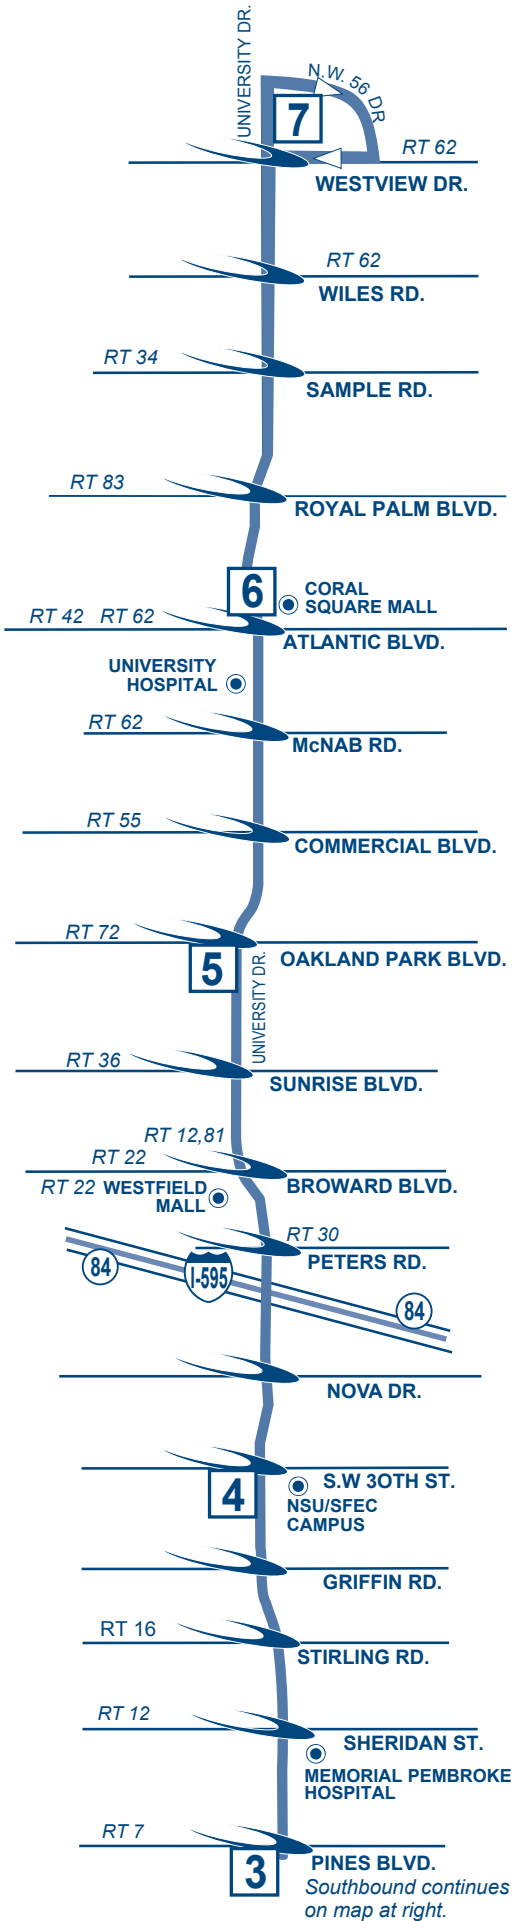 UNIVERSITY DR.
N.W. 56 DR
7
RT 62
WESTVIEW DR.
RT 62
WILES RD.
RT 34
SAMPLE RD.
RT 83
ROYAL PALM BLVD.
6
CORAL
SQUARE MALL
RT 42 RT 62
ATLANTIC BLVD.
UNIVERSITY
HOSPITAL
RT 62
McNAB RD.
RT 55
COMMERCIAL BLVD.
RT 72
OAKLAND PARK BLVD.
5
UNIVERSITY DR.
RT 36
SUNRISE BLVD.
RT 12,81
RT 22
BROWARD BLVD.
RT 22 WESTFIELD
MALL
RT 30
PETERS RD.
84
I-595
84
NOVA DR.
S.W 3OTH ST.
4
NSU/SFEC
CAMPUS
GRIFFIN RD.
RT 16
STIRLING RD.
RT 12
SHERIDAN ST.
MEMORIAL PEMBROKE
HOSPITAL
RT 7
3
PINES BLVD.
Southbound continues
on map at right.